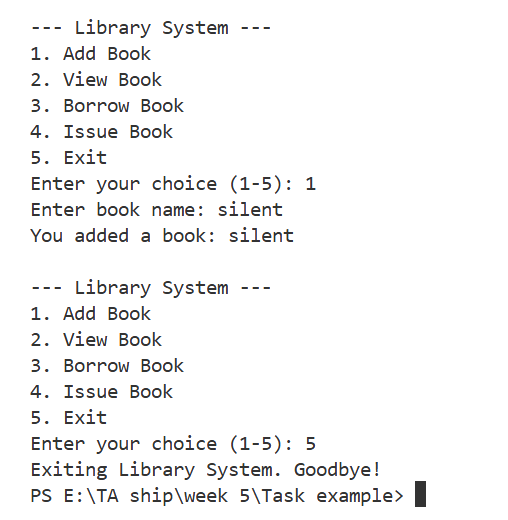 --- Library System ---
1. Add Book
2. View Book
3. Borrow Book
4. Issue Book
5. Exit
Enter your choice (1-5): 1
Enter book name: silent
You added a book: silent

--- Library System ---
1. Add Book
2. View Book
3. Borrow Book
4. Issue Book
5. Exit
Enter your choice (1-5): 5
Exiting Library System. Goodbye!
PS E:\TA ship\week 5\Task example>